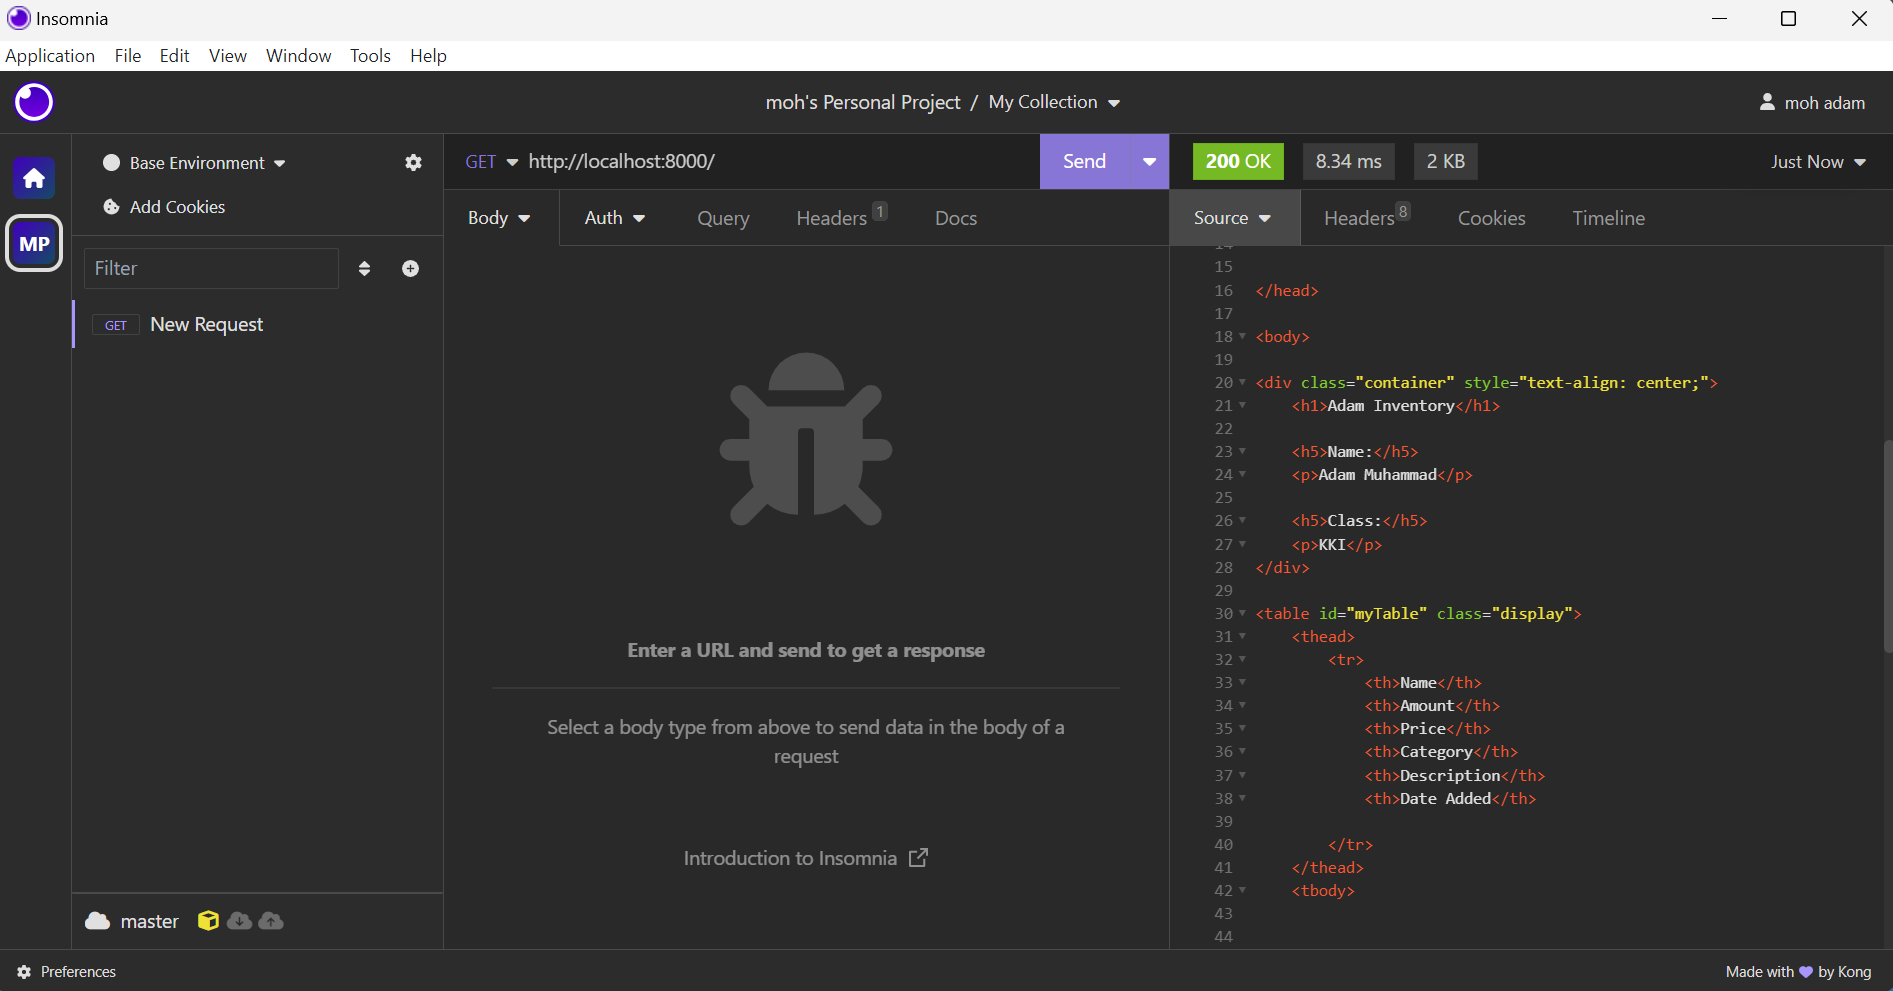 Insomnia
Application File Edit View Window Tools Help
moh's Personal Project / My Collection
moh adam
MP
Base Environment
Add Cookies
Filter
GET New Request
master
GET http://localhost:8000/ Send
Body Auth Query Headers 1 Docs
Enter a URL and send to get a response
Select a body type from above to send data in the body of a
request
Introduction to Insomnia
200 OK 8.34 ms 2 KB Just Now
Source Headers 8 Cookies Timeline
14
15
16 </head>
17
18 <body>
19
20 <div class="container" style="text-align: center;">
21 <h1>Adam Inventory</h1>
22
23 <h5>Name:</h5>
24 <p>Adam Muhammad</p>
25
26 <h5>Class:</h5>
27 <p>KKI</p>
28 </div>
29
30 <table id="myTable" class="display">
31 <thead>
32 <tr>
33 <th>Name</th>
34 <th>Amount</th>
35 <th>Price</th>
36 <th>Category</th>
37 <th>Description</th>
38 <th>Date Added</th>
39
40 </tr>
41 </thead>
42 <tbody>
43
44
Preferences
Made with 💜 by Kong